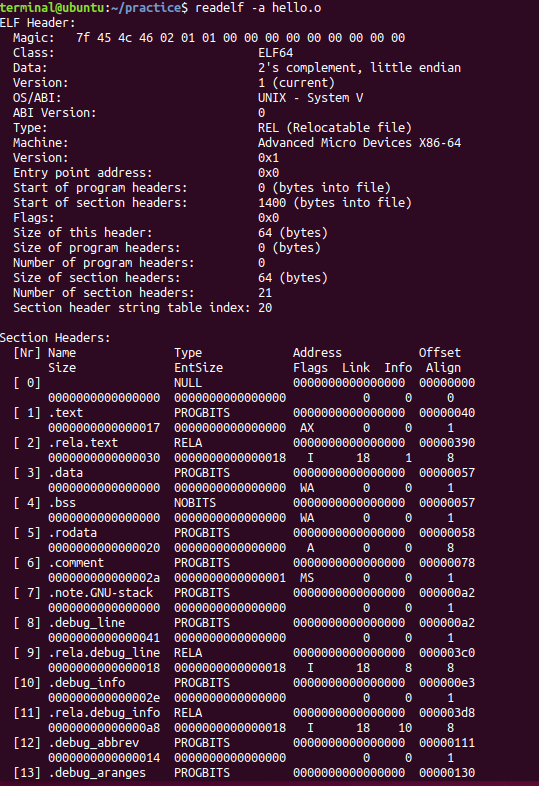 terminal@ubuntu:~/practice$ readelf -a hello.o
ELF Header:
  Magic:   7f 45 4c 46 02 01 01 00 00 00 00 00 00 00 00 00
  Class:                             ELF64
  Data:                              2's complement, little endian
  Version:                           1 (current)
  OS/ABI:                            UNIX - System V
  ABI Version:                       0
  Type:                              REL (Relocatable file)
  Machine:                           Advanced Micro Devices X86-64
  Version:                           0x1
  Entry point address:               0x0
  Start of program headers:          0 (bytes into file)
  Start of section headers:          1400 (bytes into file)
  Flags:                             0x0
  Size of this header:               64 (bytes)
  Size of program headers:           0 (bytes)
  Number of program headers:         0
  Size of section headers:           64 (bytes)
  Number of section headers:         21
  Section header string table index: 20

Section Headers:
  [Nr] Name              Type             Address           Offset
       Size              EntSize          Flags  Link  Info  Align
  [ 0]                   NULL             0000000000000000  00000000
       0000000000000000  0000000000000000           0     0     0
  [ 1] .text             PROGBITS         0000000000000000  00000040
       0000000000000017  0000000000000000  AX       0     0     1
  [ 2] .rela.text        RELA             0000000000000000  00000390
       0000000000000030  0000000000000018   I      18     1     8
  [ 3] .data             PROGBITS         0000000000000000  00000057
       0000000000000000  0000000000000000  WA       0     0     1
  [ 4] .bss              NOBITS           0000000000000000  00000057
       0000000000000000  0000000000000000  WA       0     0     1
  [ 5] .rodata           PROGBITS         0000000000000000  00000058
       0000000000000020  0000000000000000   A       0     0     8
  [ 6] .comment          PROGBITS         0000000000000000  00000078
       000000000000002a  0000000000000001  MS       0     0     1
  [ 7] .note.GNU-stack   PROGBITS         0000000000000000  000000a2
       0000000000000000  0000000000000000           0     0     1
  [ 8] .debug_line       PROGBITS         0000000000000000  000000a2
       0000000000000041  0000000000000000           0     0     1
  [ 9] .rela.debug_line  RELA             0000000000000000  000003c0
       0000000000000018  0000000000000018   I      18     8     8
  [10] .debug_info       PROGBITS         0000000000000000  000000e3
       000000000000002e  0000000000000000           0     0     1
  [11] .rela.debug_info  RELA             0000000000000000  000003d8
       00000000000000a8  0000000000000018   I      18    10     8
  [12] .debug_abbrev     PROGBITS         0000000000000000  00000111
       0000000000000014  0000000000000000           0     0     1
  [13] .debug_aranges    PROGBITS         0000000000000000  00000130